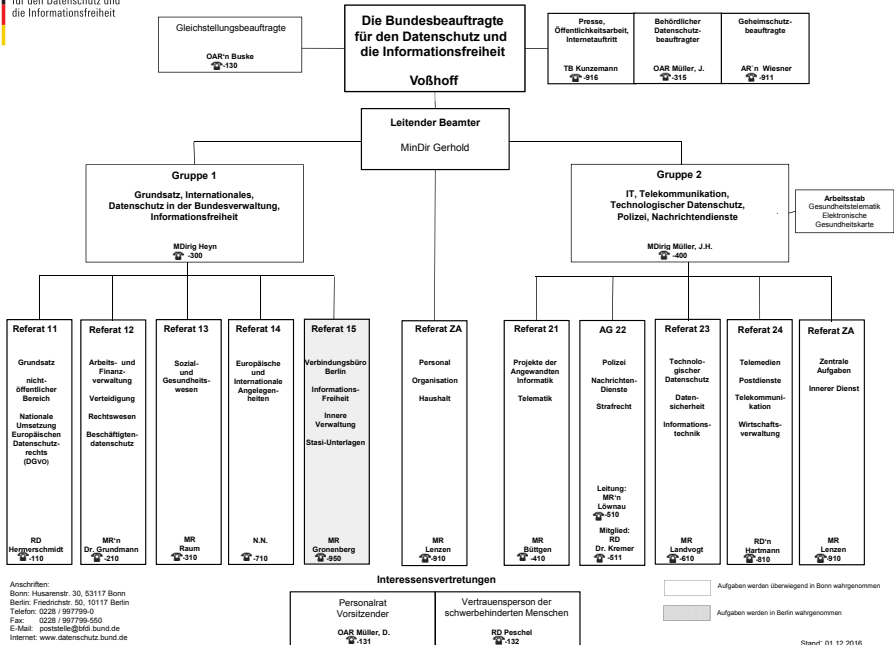 für den Datenschutz und
die Informationsfreiheit
Gleichstellungsbeauftragte
OAR'n Buske
☎-130
Die Bundesbeauftragte
für den Datenschutz und
die Informationsfreiheit
Voßhoff
Presse,
Öffentlichkeitsarbeit,
Internetauftritt
TB Kunzemann
☎-916
Behördlicher
Datenschutz-
beauftragter
OAR Müller, J.
☎-315
Geheimschutz-
beauftragte
AR`n Wiesner
☎-911
Leitender Beamter
MinDir Gerhold
Gruppe 1
Grundsatz, Internationales,
Datenschutz in der Bundesverwaltung,
Informationsfreiheit
MDirig Heyn
☎-300
Gruppe 2
IT, Telekommunikation,
Technologischer Datenschutz,
Polizei, Nachrichtendienste
MDirig Müller, J.H.
☎-400
Arbeitsstab
Gesundheitstelematik
Elektronische
Gesundheitskarte
Referat 11
Grundsatz
nicht-
öffentlicher
Bereich
Nationale
Umsetzung
Europäischen
Datenschutz-
rechts
(DGVO)
RD
Hermerschmidt
☎-110
Referat 12
Arbeits- und
Finanz-
verwaltung
Verteidigung
Rechtswesen
Beschäftigten-
datenschutz
MR'n
Dr. Grundmann
☎-210
Referat 13
Sozial-
und
Gesundheits-
wesen
MR
Raum
☎-310
Referat 14
Europäische
und
Internationale
Angelegen-
heiten
N.N.
☎-710
Referat 15
Verbindungsbüro
Berlin
Informations-
Freiheit
Innere
Verwaltung
Stasi-Unterlagen
MR
Gronenberg
☎-950
Referat ZA
Personal
Organisation
Haushalt
MR
Lenzen
☎-910
Referat 21
Projekte der
Angewandten
Informatik
Telematik
MR
Büttgen
☎-410
AG 22
Polizei
Nachrichten-
Dienste
Strafrecht
Leitung:
MR'n
Löwnau
☎-510
Mitglied:
RD
Dr. Kremer
☎-511
Referat 23
Technolo-
gischer
Datenschutz
Daten-
sicherheit
Informations-
technik
MR
Landvogt
☎-610
Referat 24
Telemedien
Postdienste
Telekommuni-
kation
Wirtschafts-
verwaltung
RD'n
Hartmann
☎-810
Referat ZA
Zentrale
Aufgaben
Innerer Dienst
MR
Lenzen
☎-910
Anschriften:
Bonn: Husarenstr. 30, 53117 Bonn
Berlin: Friedrichstr. 50, 10117 Berlin
Telefon: 0228 / 997799-0
Fax: 0228 / 997799-550
E-Mail: poststelle@bfdi.bund.de
Internet: www.datenschutz.bund.de
Interessensvertretungen
Personalrat
Vorsitzender
OAR Müller, D.
☎-131
Vertrauensperson der
schwerbehinderten Menschen
RD Peschel
☎-132
Aufgaben werden überwiegend in Bonn wahrgenommen
Aufgaben werden in Berlin wahrgenommen
Stand: 01.12.2016